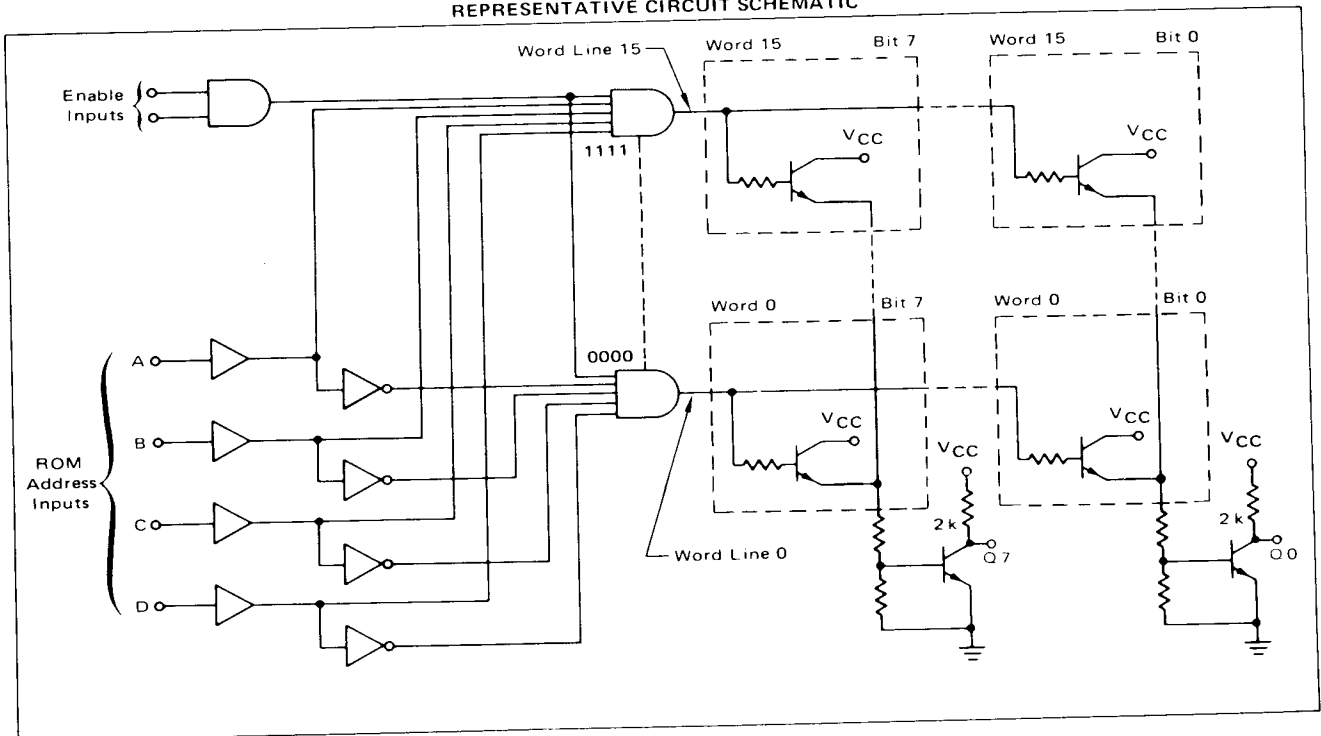 REPRESENTATIVE CIRCUIT SCHEMATIC
Word Line 15
Word 15 Bit 7
Word 15 Bit 0
Enable
Inputs
VCC
VCC
1111
Word 0 Bit 7
Word 0 Bit 0
0000
A
B
C
D
ROM
Address
Inputs
VCC
VCC
VCC
VCC
2 k
Q7
2 k
Q0
Word Line 0